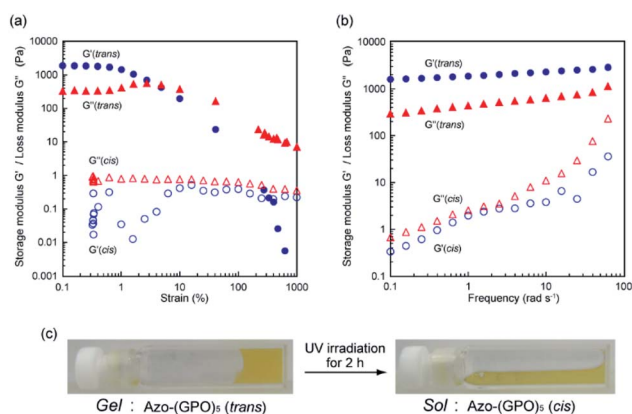 (a)
Storage modulus G' / Loss modulus G'' (Pa)
10000
1000
100
10
1
0.1
0.01
0.001
G'(trans)
G''(trans)
G''(cis)
G'(cis)
0.1
1
10
100
1000
Strain (%)
(b)
Storage modulus G' / Loss modulus G'' (Pa)
10000
1000
100
10
1
0.1
G'(trans)
G''(trans)
G''(cis)
G'(cis)
0.1
1
10
100
Frequency (rad s⁻¹)
(c)
UV irradiation
for 2 h
Gel : Azo-(GPO)₅ (trans)
Sol : Azo-(GPO)₅ (cis)